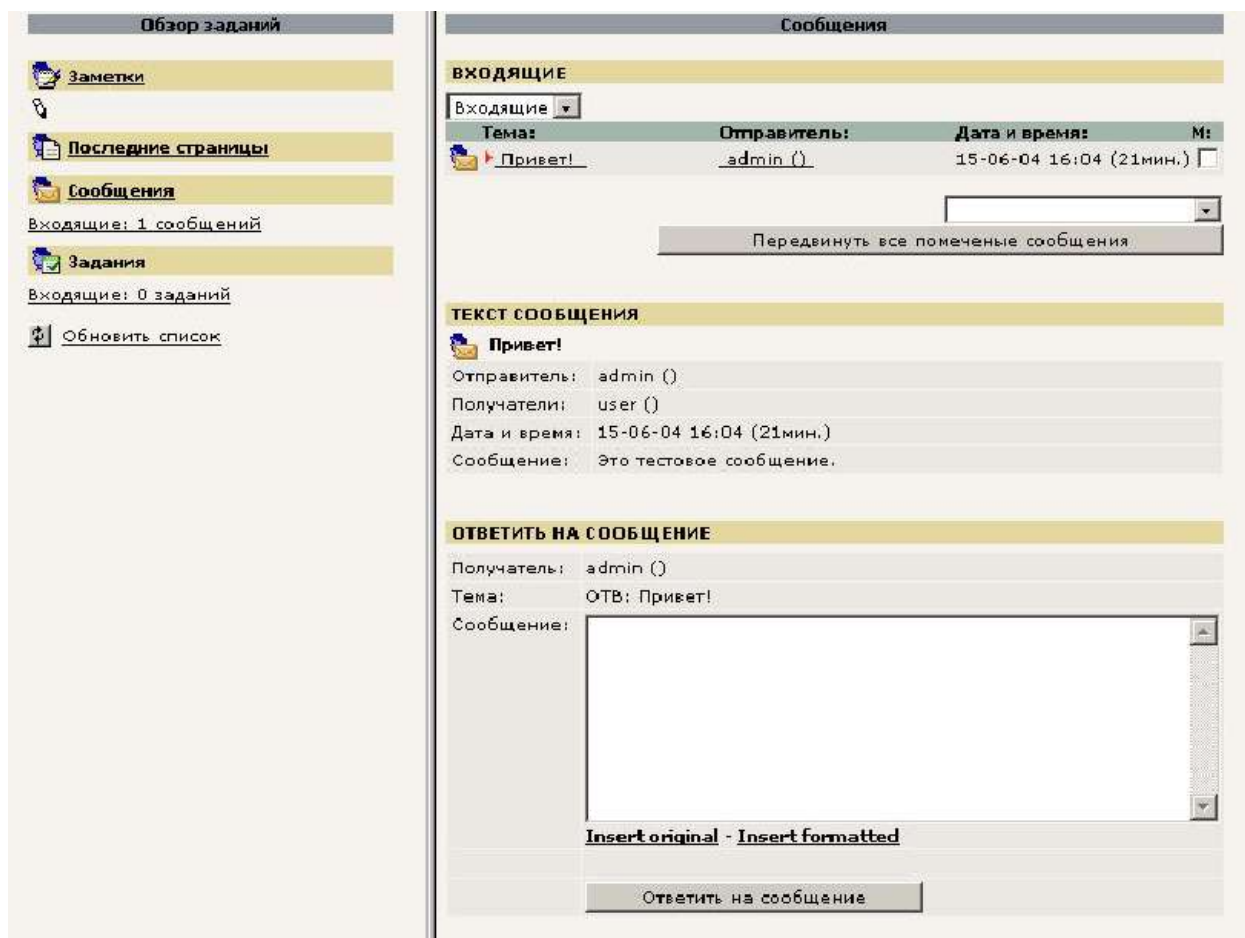 Обзор заданий
Заметки
Последние страницы
Сообщения
Входящие: 1 сообщений
Задания
Входящие: 0 заданий
Обновить список
Сообщения
ВХОДЯЩИЕ
Входящие
Тема: Отправитель: Дата и время: М:
Привет! admin () 15-06-04 16:04 (21мин.)
Передвинуть все помеченые сообщения
ТЕКСТ СООБЩЕНИЯ
Привет!
Отправитель: admin ()
Получатели: user ()
Дата и время: 15-06-04 16:04 (21мин.)
Сообщение: Это тестовое сообщение.
ОТВЕТИТЬ НА СООБЩЕНИЕ
Получатель: admin ()
Тема: ОТВ: Привет!
Сообщение:
Insert original - Insert formatted
Ответить на сообщение